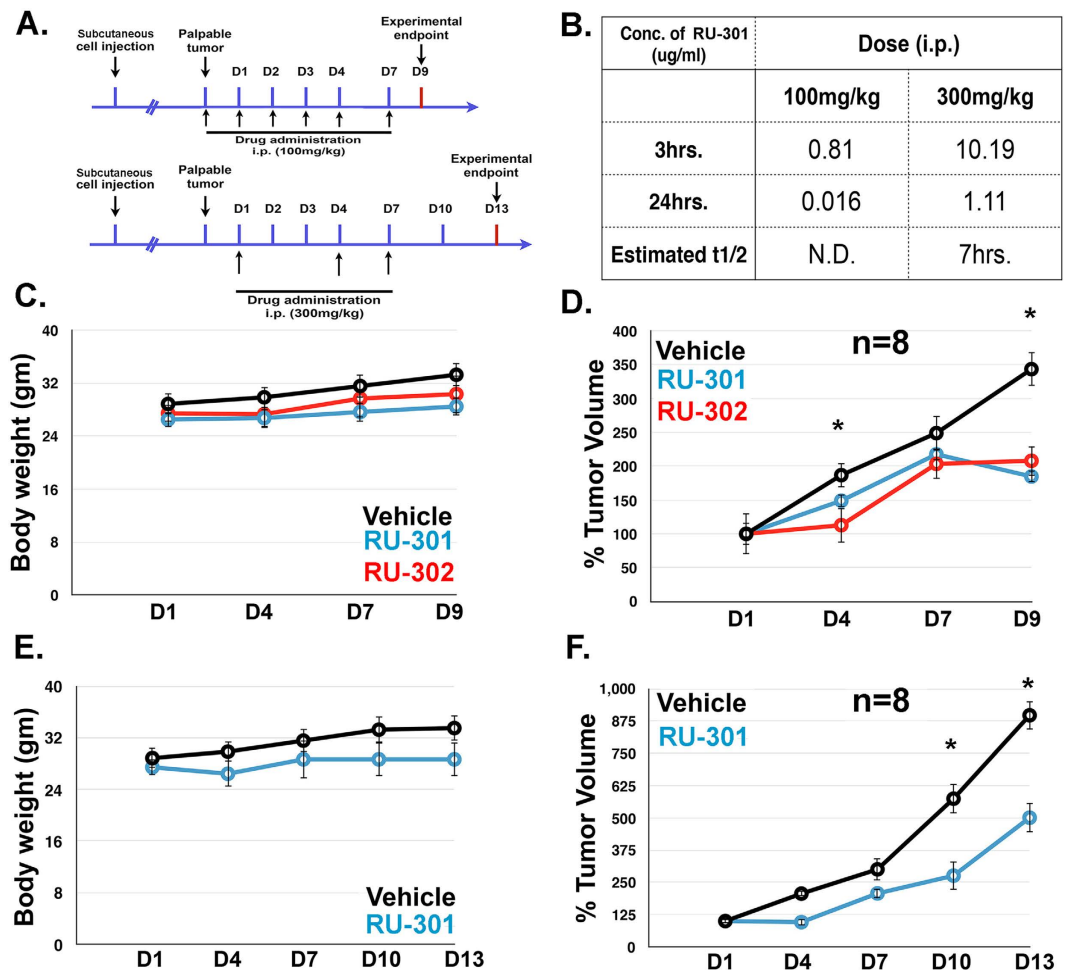 A.
Subcutaneous
cell injection
Palpable
tumor
Experimental
endpoint
D1 D2 D3 D4 D7 D9
Drug administration
i.p. (100mg/kg)
Subcutaneous
cell injection
Palpable
tumor
Experimental
endpoint
D1 D2 D3 D4 D7 D10 D13
Drug administration
i.p. (300mg/kg)
B.
Conc. of RU-301
(ug/ml)
Dose (i.p.)
100mg/kg 300mg/kg
3hrs. 0.81 10.19
24hrs. 0.016 1.11
Estimated t1/2 N.D. 7hrs.
C.
Body weight (gm)
40
32
24
16
8
0
Vehicle
RU-301
RU-302
D1 D4 D7 D9
D.
% Tumor Volume
400
350
300
250
200
150
100
50
0
Vehicle
RU-301
RU-302
n=8
*
*
D1 D4 D7 D9
E.
Body weight (gm)
40
32
24
16
8
0
Vehicle
RU-301
D1 D4 D7 D10 D13
F.
% Tumor Volume
1,000
875
750
625
500
375
250
125
0
Vehicle
RU-301
n=8
*
*
D1 D4 D7 D10 D13